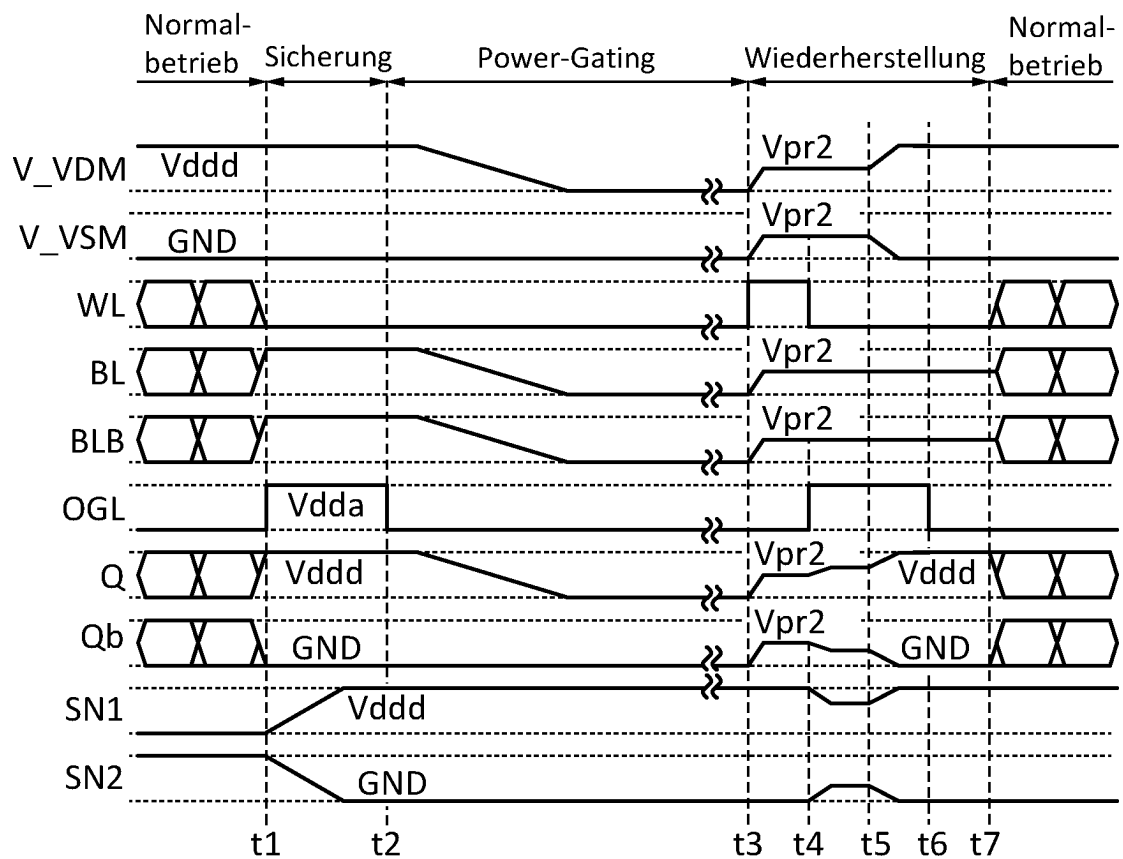 Normal-
betrieb
Sicherung
Power-Gating
Wiederherstellung
Normal-
betrieb
V_VDM
Vddd
Vpr2
V_VSM
GND
Vpr2
WL
BL
Vpr2
BLB
Vpr2
OGL
Vdda
Q
Vddd
Vpr2
Vddd
Qb
GND
Vpr2
GND
SN1
Vddd
SN2
GND
t1 t2 t3 t4 t5 t6 t7